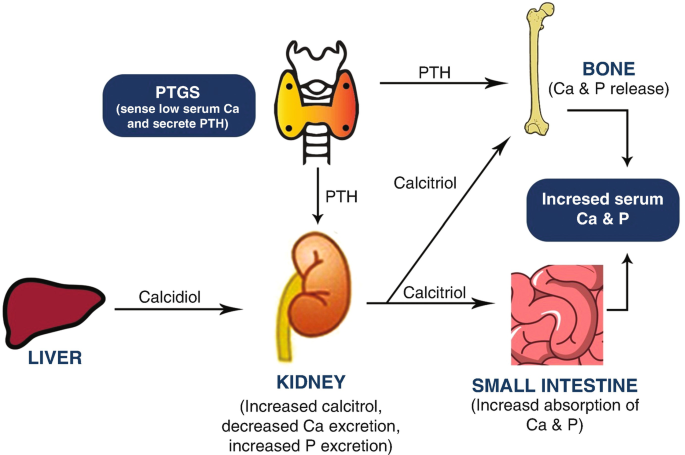 PTGS
(sense low serum Ca
and secrete PTH)
PTH
BONE
(Ca & P release)
Calcitriol
PTH
Incresed serum
Ca & P
Calcidiol
Calcitriol
LIVER
KIDNEY
(Increased calcitrol,
decreased Ca excretion,
increased P excretion)
SMALL INTESTINE
(Increasd absorption of
Ca & P)